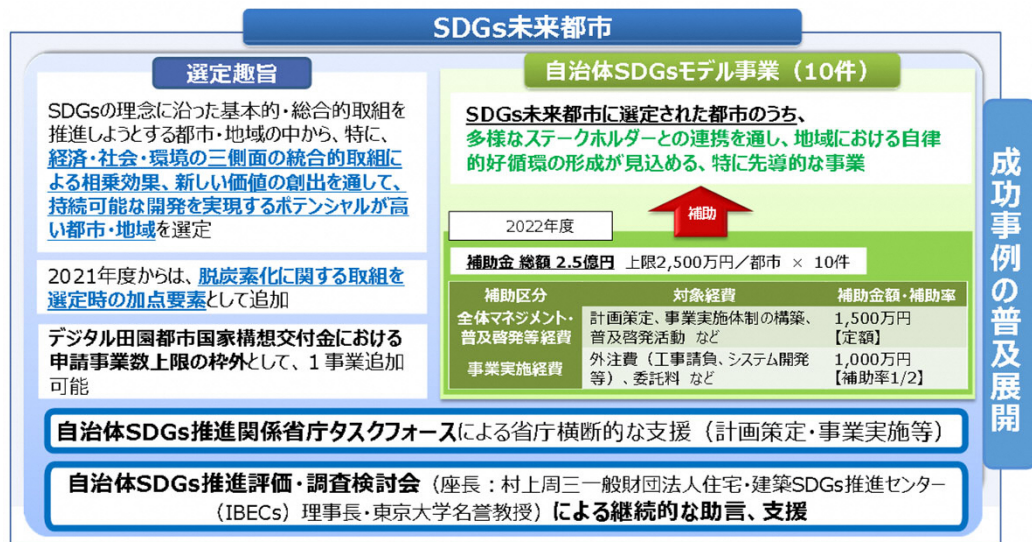 SDGs未来都市
選定趣旨
SDGsの理念に沿った基本的・総合的取組を
推進しようとする都市・地域の中から、特に、
経済・社会・環境の三側面の統合的取組に
よる相乗効果、新しい価値の創出を通して、
持続可能な開発を実現するポテンシャルが高
い都市・地域を選定
2021年度からは、脱炭素化に関する取組を
選定時の加点要素として追加
デジタル田園都市国家構想交付金における
申請事業数上限の枠外として、1事業追加
可能
自治体SDGsモデル事業（10件）
SDGs未来都市に選定された都市のうち、
多様なステークホルダーとの連携を通し、地域における自律
的好循環の形成が見込める、特に先導的な事業
補助
2022年度
補助金 総額 2.5億円 上限2,500万円／都市 × 10件
補助区分 対象経費 補助金額・補助率
全体マネジメント・
普及啓発等経費
計画策定、事業実施体制の構築、
普及啓発活動 など
1,500万円
【定額】
事業実施経費
外注費（工事請負、システム開発
等）、委託料 など
1,000万円
【補助率1/2】
自治体SDGs推進関係省庁タスクフォースによる省庁横断的な支援（計画策定・事業実施等）
自治体SDGs推進評価・調査検討会（座長：村上周三一般財団法人住宅・建築SDGs推進センター
（IBECs）理事長・東京大学名誉教授）による継続的な助言、支援
成功事例の普及展開